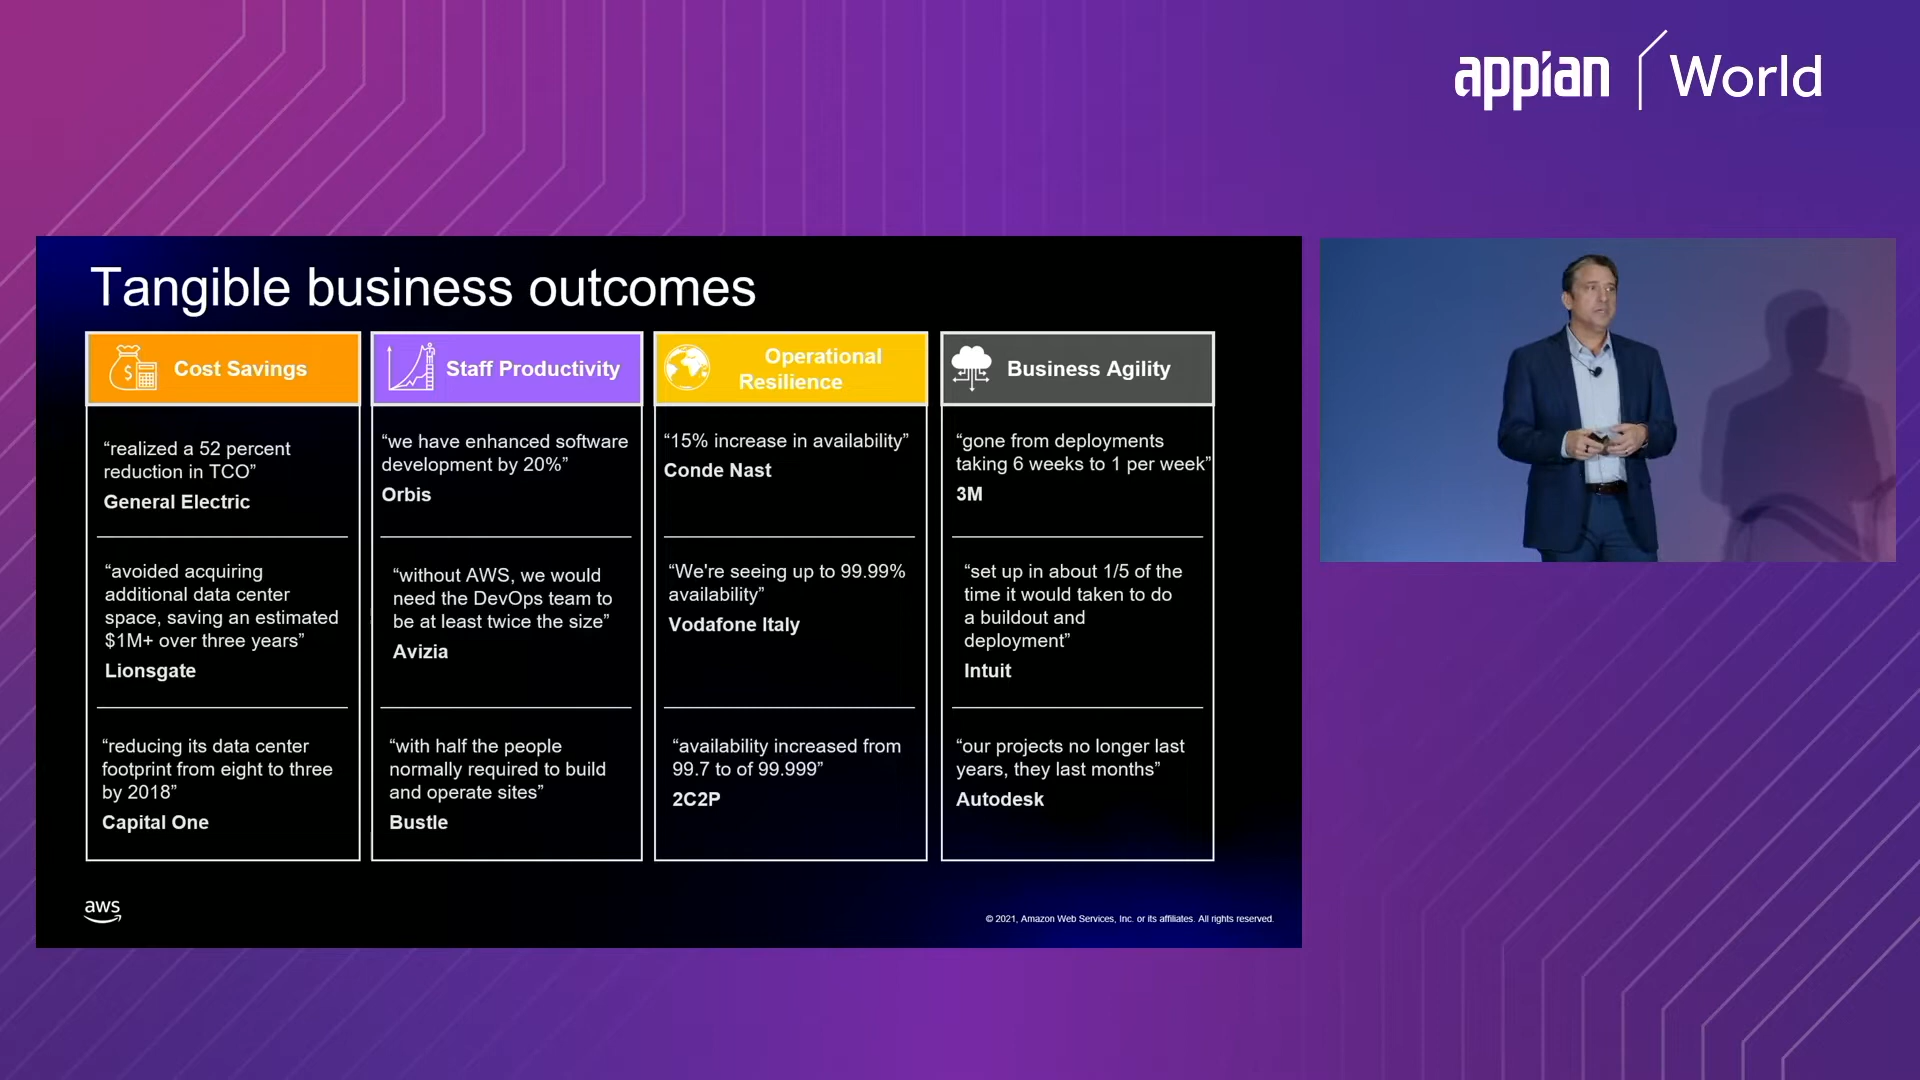 appian World
Tangible business outcomes
Cost Savings
“realized a 52 percent
reduction in TCO”
General Electric
“avoided acquiring
additional data center
space, saving an estimated
$1M+ over three years”
Lionsgate
“reducing its data center
footprint from eight to three
by 2018”
Capital One
Staff Productivity
“we have enhanced software
development by 20%”
Orbis
“without AWS, we would
need the DevOps team to
be at least twice the size”
Avizia
“with half the people
normally required to build
and operate sites”
Bustle
Operational
Resilience
“15% increase in availability”
Conde Nast
“We're seeing up to 99.99%
availability”
Vodafone Italy
“availability increased from
99.7 to of 99.999”
2C2P
Business Agility
“gone from deployments
taking 6 weeks to 1 per week”
3M
“set up in about 1/5 of the
time it would taken to do
a buildout and
deployment”
Intuit
“our projects no longer last
years, they last months”
Autodesk
aws
© 2021, Amazon Web Services, Inc. or its affiliates. All rights reserved.